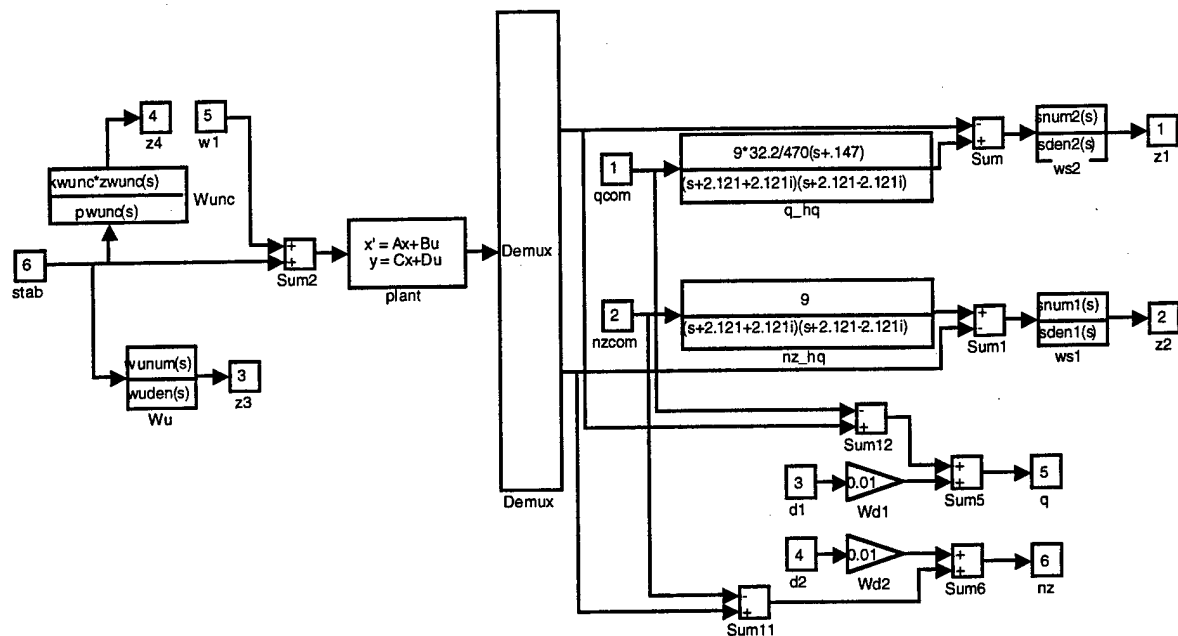 4
z4
5
w1
kwunc*zwunc(s)
pwunc(s)
Wunc
6
stab
+
+
Sum2
x' = Ax+Bu
y = Cx+Du
plant
wunum(s)
wuden(s)
Wu
3
z3
Demux
Demux
1
qcom
9*32.2/470(s+.147)
(s+2.121+2.121i)(s+2.121-2.121i)
q_hq
-
+
Sum
snum2(s)
sden2(s)
ws2
1
z1
2
nzcom
9
(s+2.121+2.121i)(s+2.121-2.121i)
nz_hq
+
-
Sum1
snum1(s)
sden1(s)
ws1
2
z2
-
+
Sum12
3
d1
0.01
Wd1
+
+
Sum5
5
q
4
d2
0.01
Wd2
+
+
Sum6
6
nz
-
+
Sum11